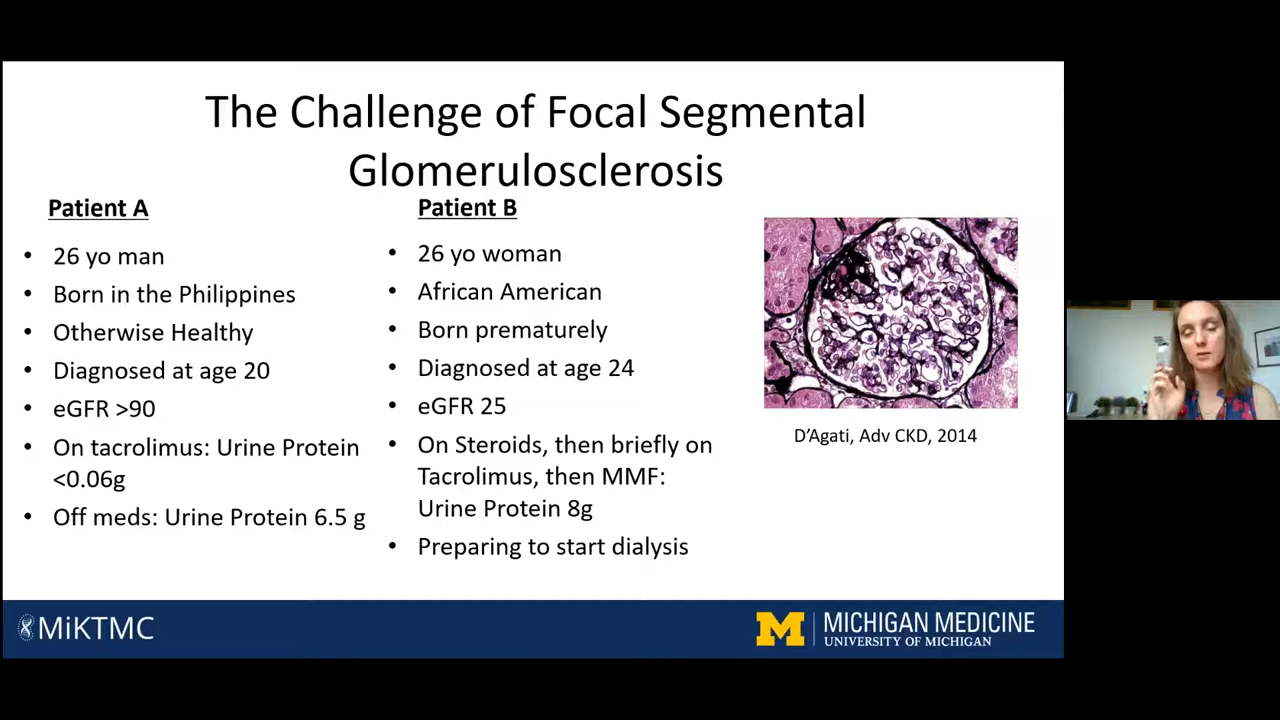 The Challenge of Focal Segmental
Glomerulosclerosis
Patient A
• 26 yo man
• Born in the Philippines
• Otherwise Healthy
• Diagnosed at age 20
• eGFR >90
• On tacrolimus: Urine Protein
<0.06g
• Off meds: Urine Protein 6.5 g
Patient B
• 26 yo woman
• African American
• Born prematurely
• Diagnosed at age 24
• eGFR 25
• On Steroids, then briefly on
Tacrolimus, then MMF:
Urine Protein 8g
• Preparing to start dialysis
D’Agati, Adv CKD, 2014
MiKTMC
M
MICHIGAN MEDICINE
UNIVERSITY OF MICHIGAN